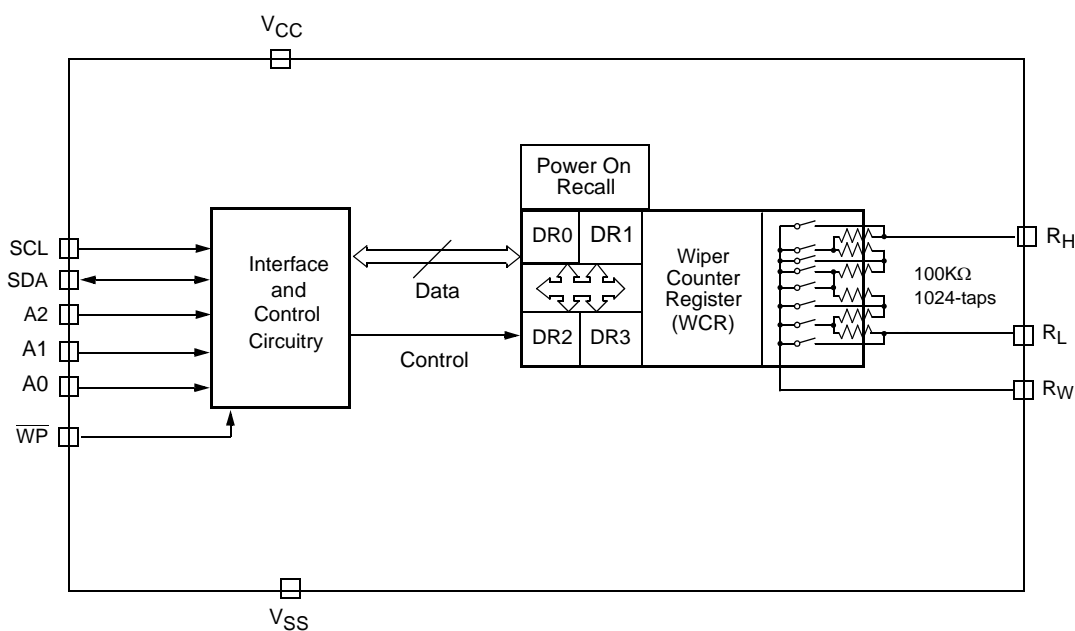 VCC
Power On
Recall
DR0 DR1
DR2 DR3
SCL
SDA
A2
A1
A0
WP
Interface
and
Control
Circuitry
Data
Control
Wiper
Counter
Register
(WCR)
100KΩ
1024-taps
RH
RL
RW
VSS